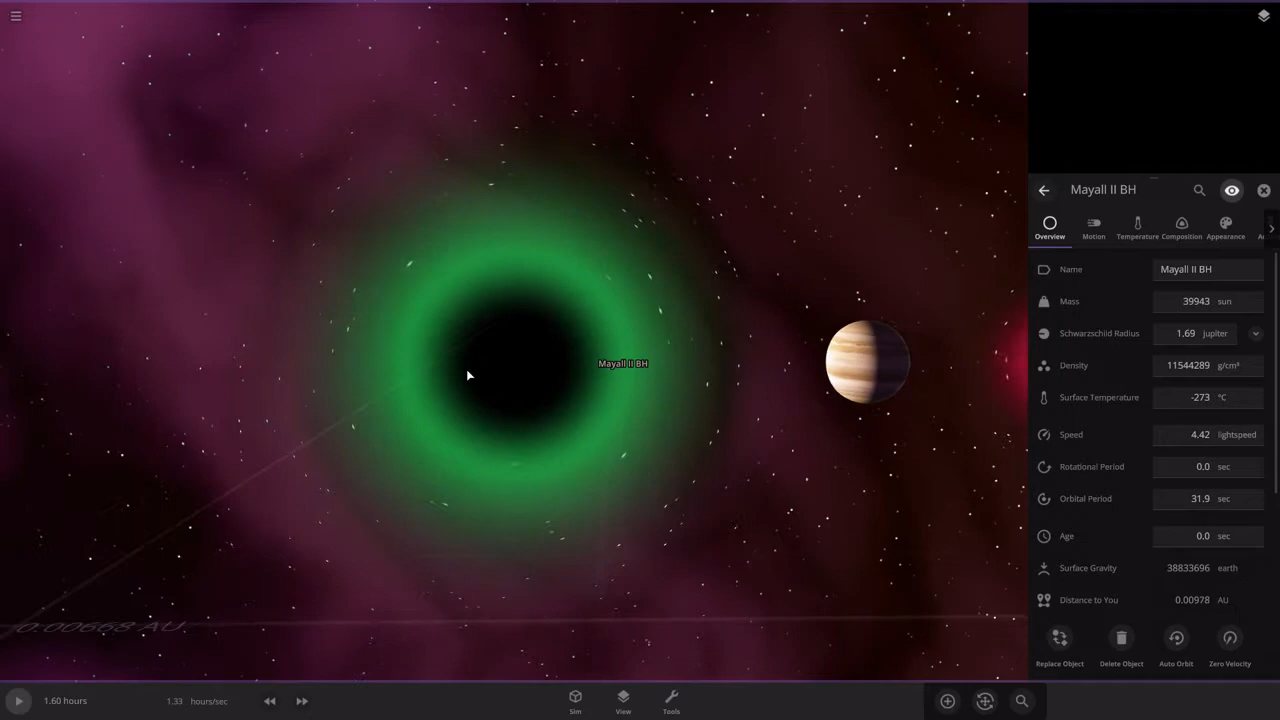 Mayall II BH
Overview
Motion
Temperature
Composition
Appearance
Name
Mayall II BH
Mass
39943 sun
Schwarzschild Radius
1.69 jupiter
Density
11544289 g/cm³
Surface Temperature
-273 °C
Speed
4.42 lightspeed
Rotational Period
0.0 sec
Orbital Period
31.9 sec
Age
0.0 sec
Surface Gravity
38833696 earth
Distance to You
0.00978 AU
Replace Object
Delete Object
Auto Orbit
Zero Velocity
Mayall II BH
0.00668 AU
1.60 hours
1.33 hours/sec
Sim
View
Tools